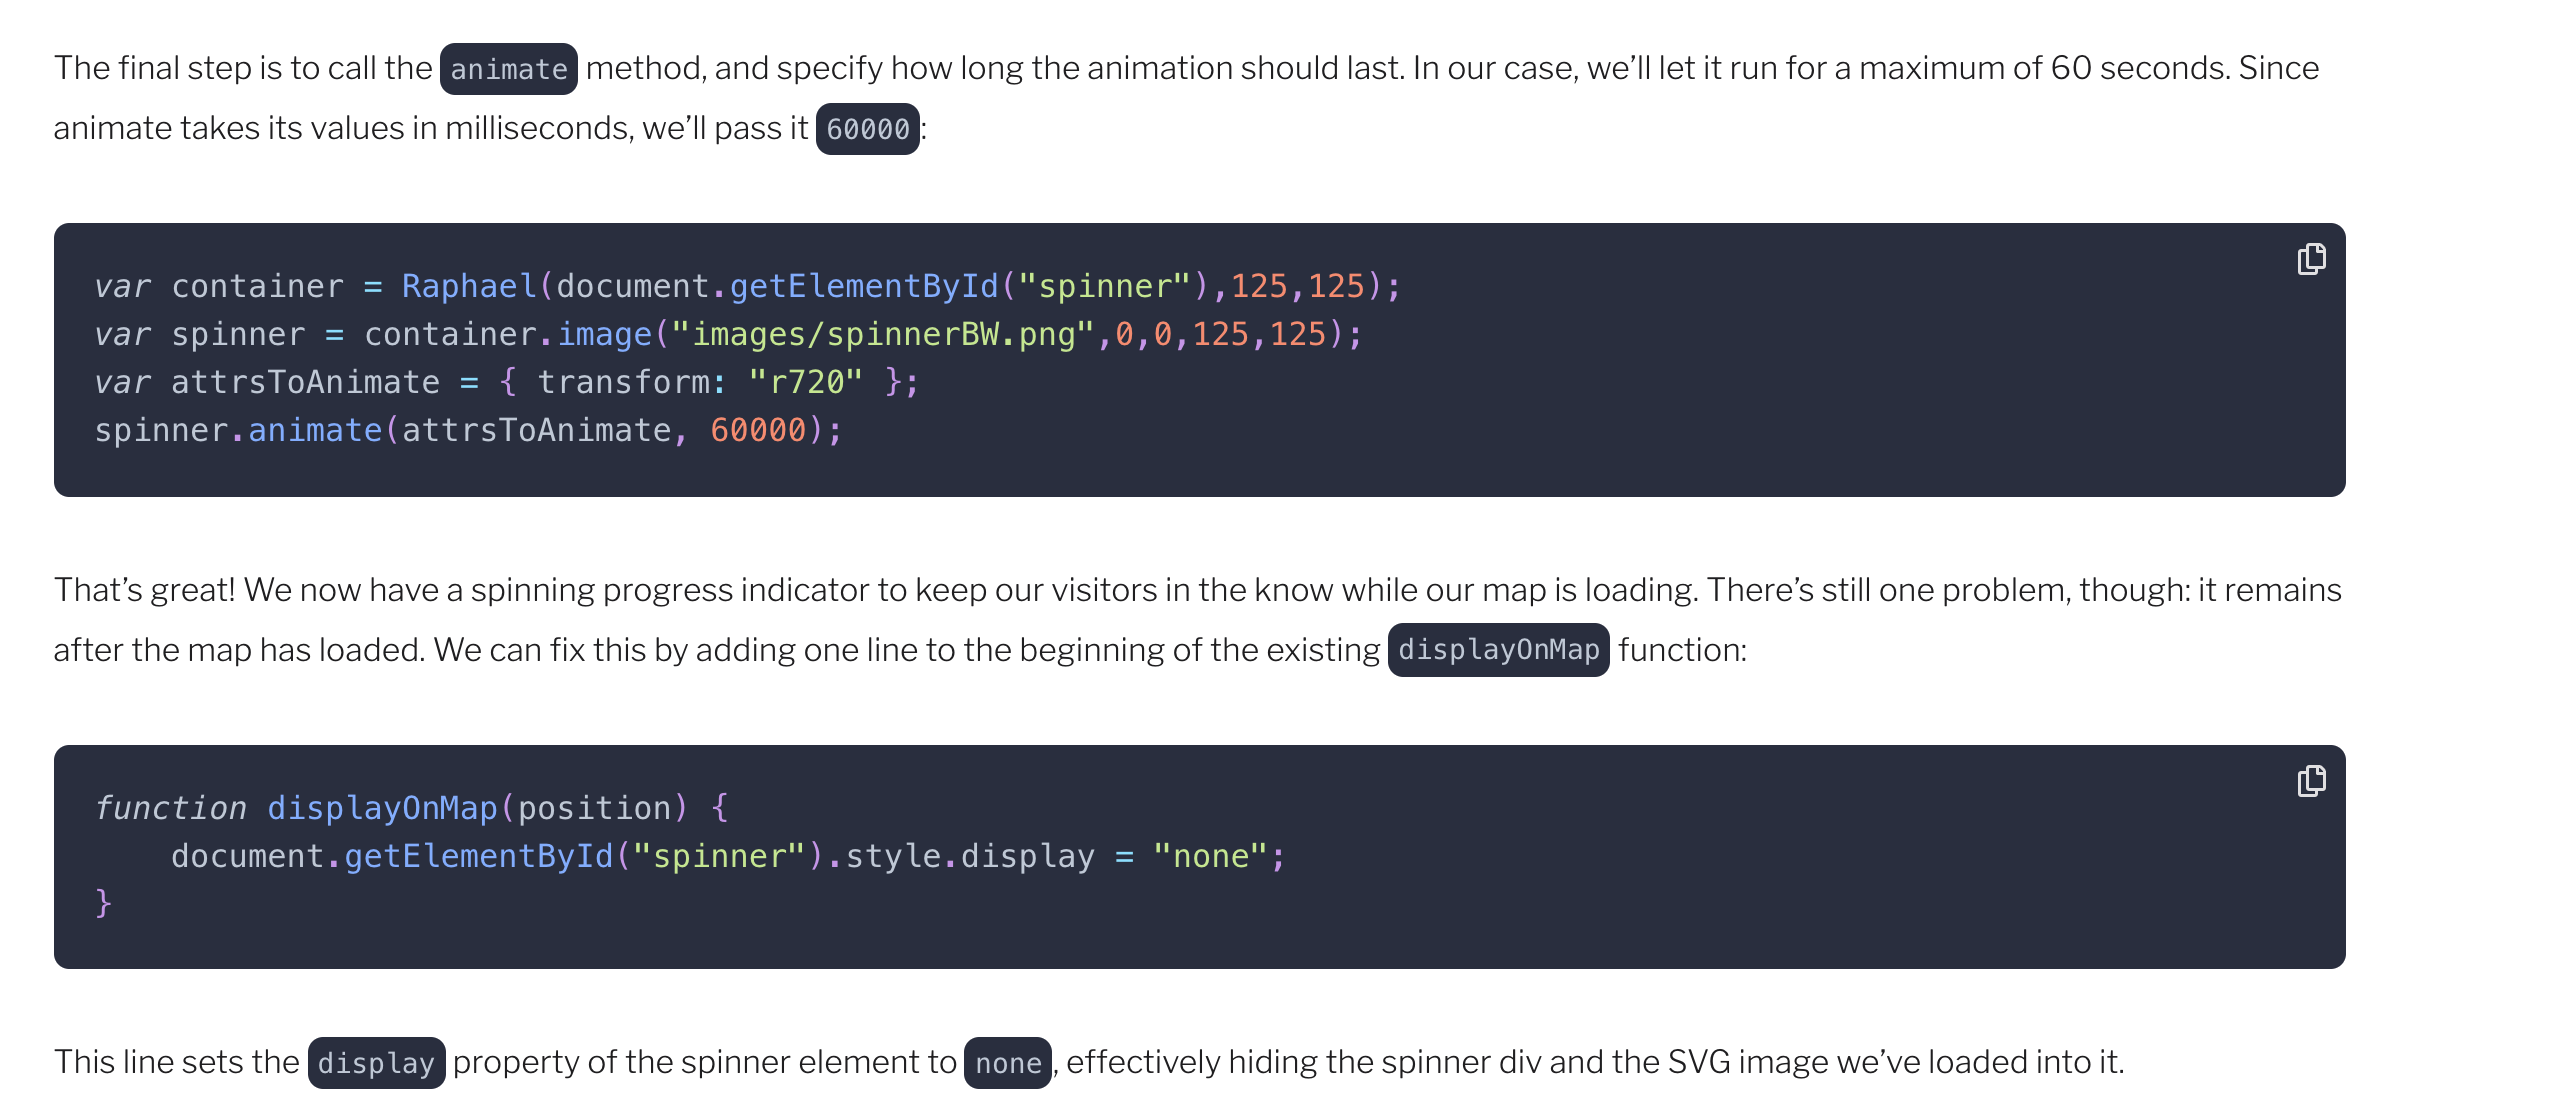 The final step is to call the animate method, and specify how long the animation should last. In our case, we’ll let it run for a maximum of 60 seconds. Since
animate takes its values in milliseconds, we’ll pass it 60000:
var container = Raphael(document.getElementById("spinner"),125,125);
var spinner = container.image("images/spinnerBW.png",0,0,125,125);
var attrsToAnimate = { transform: "r720" };
spinner.animate(attrsToAnimate, 60000);
That’s great! We now have a spinning progress indicator to keep our visitors in the know while our map is loading. There’s still one problem, though: it remains
after the map has loaded. We can fix this by adding one line to the beginning of the existing displayOnMap function:
function displayOnMap(position) {
    document.getElementById("spinner").style.display = "none";
}
This line sets the display property of the spinner element to none, effectively hiding the spinner div and the SVG image we’ve loaded into it.